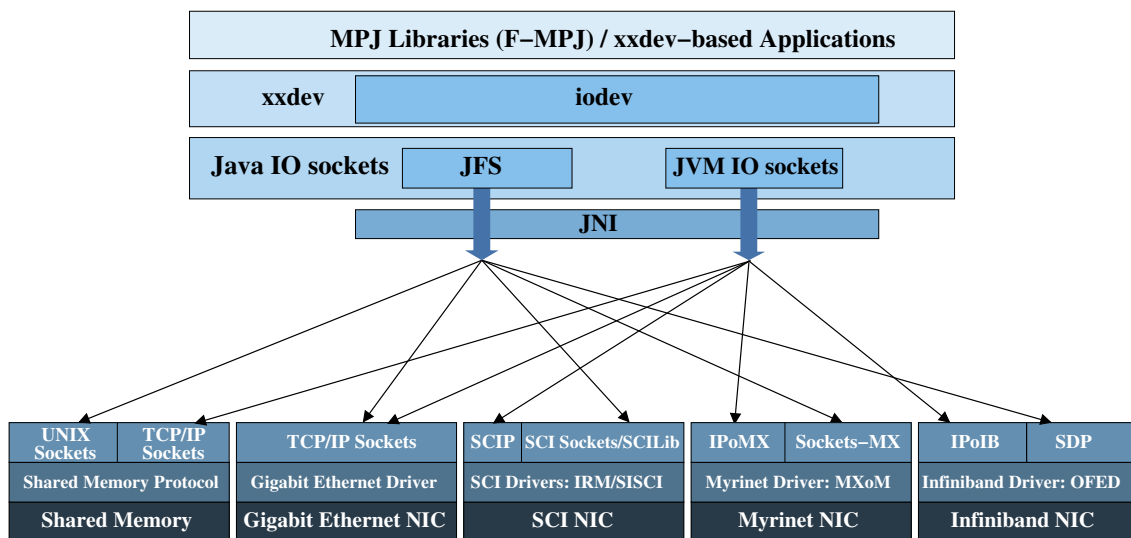 MPJ Libraries (F−MPJ) / xxdev−based Applications
xxdev
iodev
Java IO sockets
JFS
JVM IO sockets
JNI
UNIX
Sockets
TCP/IP
Sockets
Shared Memory Protocol
Shared Memory
TCP/IP Sockets
Gigabit Ethernet Driver
Gigabit Ethernet NIC
SCIP
SCI Sockets/SCILib
SCI Drivers: IRM/SISCI
SCI NIC
IPoMX
Sockets−MX
Myrinet Driver: MXoM
Myrinet NIC
IPoIB
SDP
Infiniband Driver: OFED
Infiniband NIC